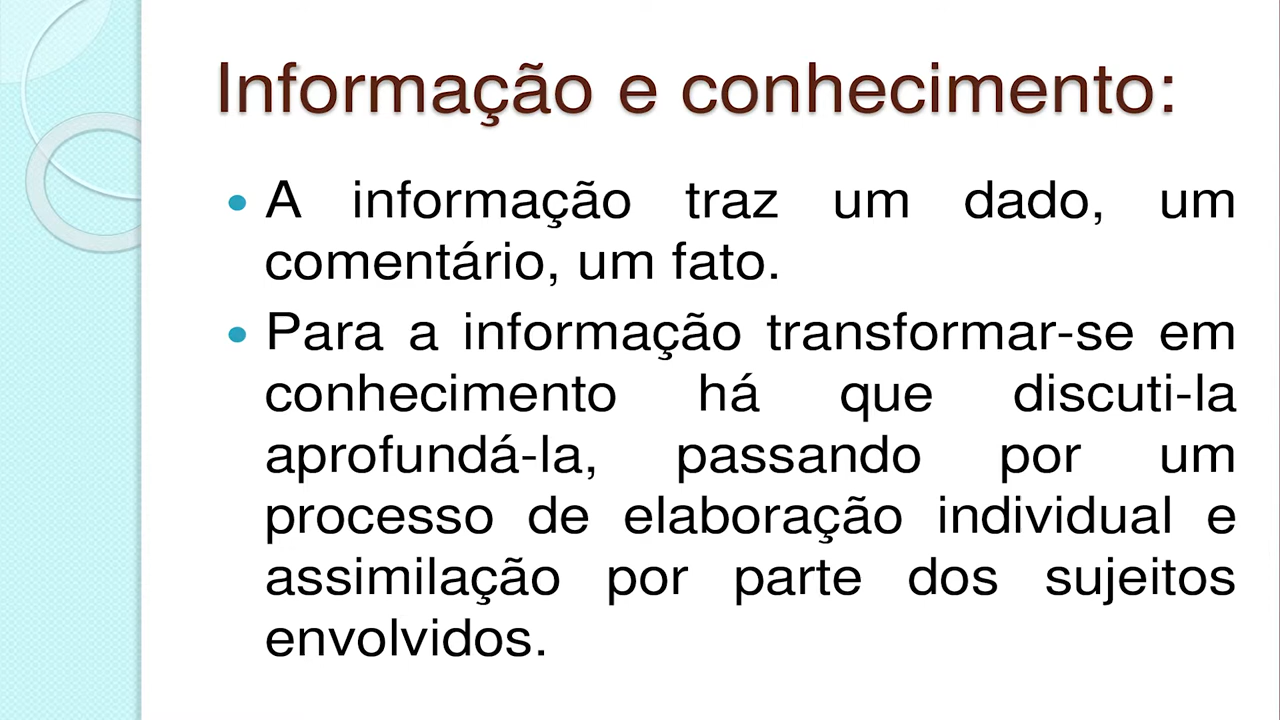 Informação e conhecimento:
• A informação traz um dado, um
comentário, um fato.
• Para a informação transformar-se em
conhecimento há que discuti-la
aprofundá-la, passando por um
processo de elaboração individual e
assimilação por parte dos sujeitos
envolvidos.